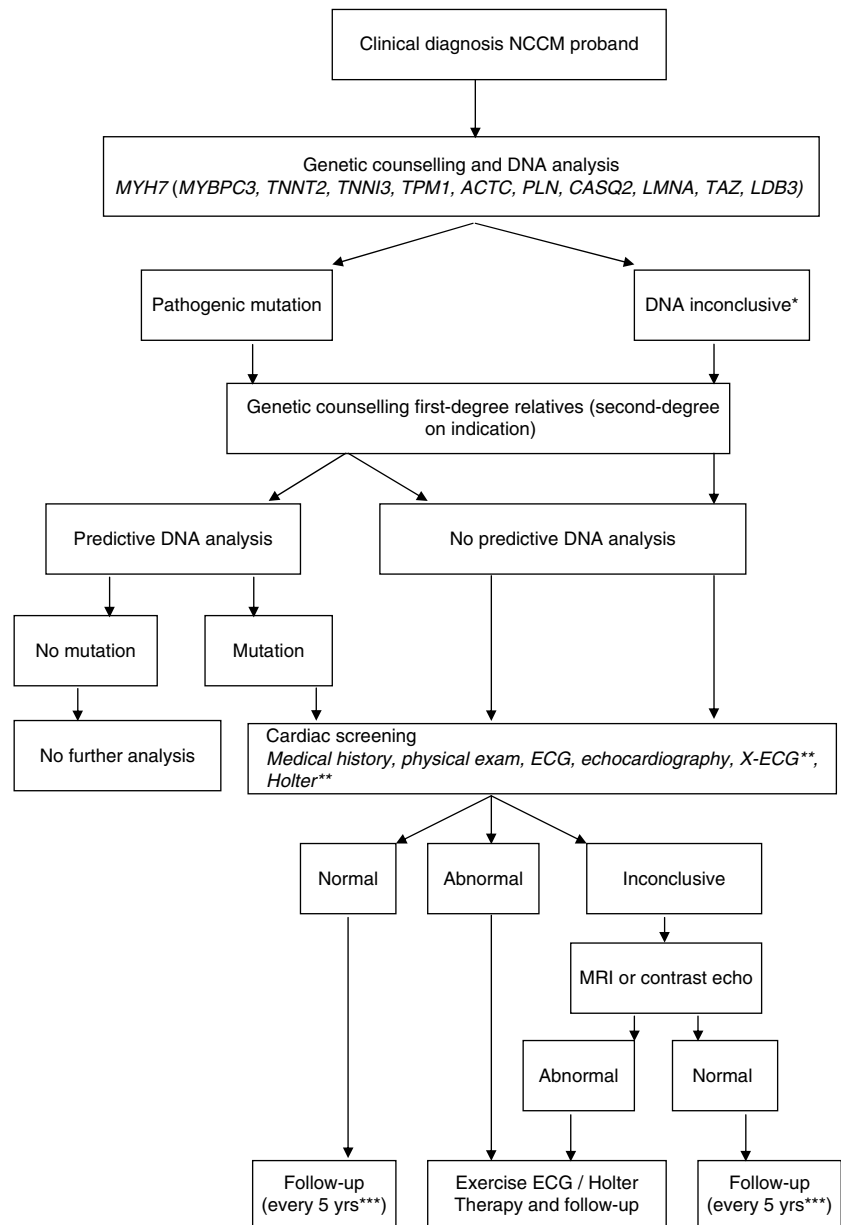 Clinical diagnosis NCCM proband
Genetic counselling and DNA analysis
MYH7 (MYBPC3, TNNT2, TNNI3, TPM1, ACTC, PLN, CASQ2, LMNA, TAZ, LDB3)
Pathogenic mutation
DNA inconclusive*
Genetic counselling first-degree relatives (second-degree
on indication)
Predictive DNA analysis
No predictive DNA analysis
No mutation
Mutation
No further analysis
Cardiac screening
Medical history, physical exam, ECG, echocardiography, X-ECG**,
Holter**
Normal
Abnormal
Inconclusive
MRI or contrast echo
Abnormal
Normal
Follow-up
(every 5 yrs***)
Exercise ECG / Holter
Therapy and follow-up
Follow-up
(every 5 yrs***)